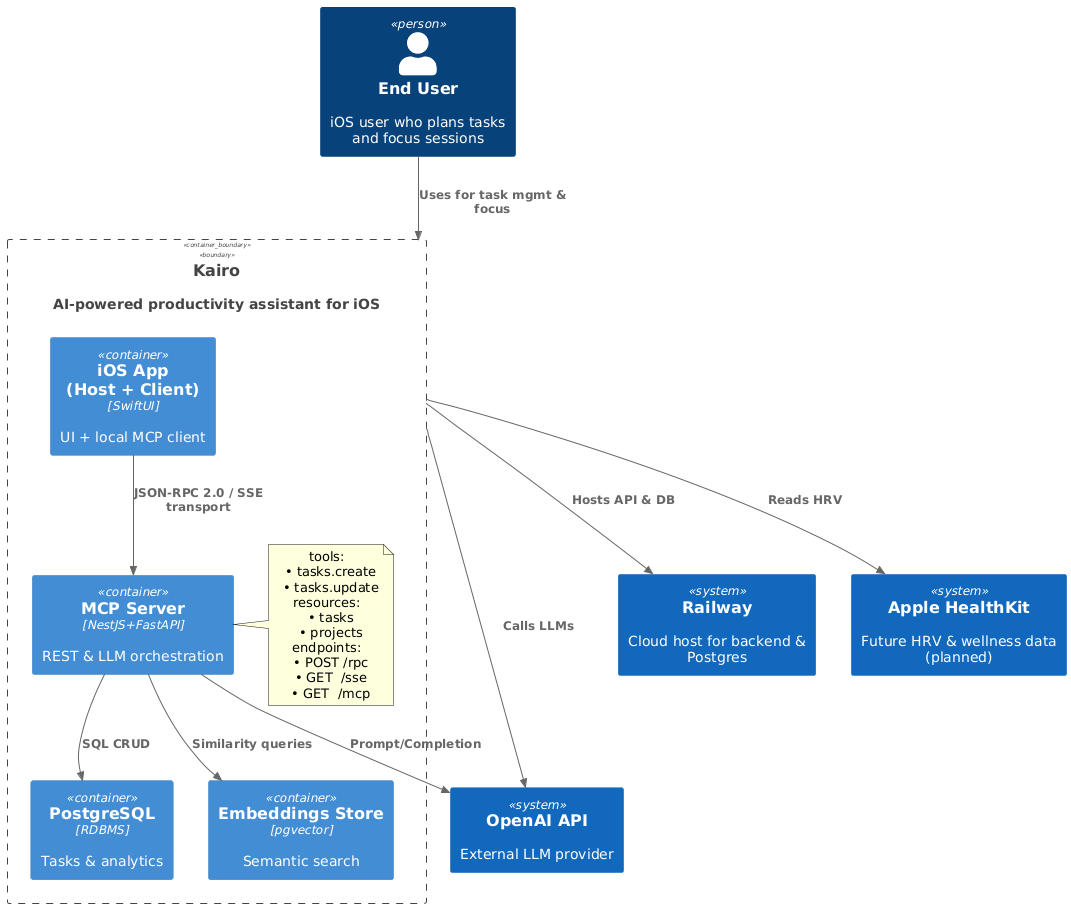 «person»
End User
iOS user who plans tasks
and focus sessions
Uses for task mgmt &
focus
«container_boundary»
«boundary»
Kairo
AI-powered productivity assistant for iOS
«container»
iOS App
(Host + Client)
[SwiftUI]
UI + local MCP client
JSON-RPC 2.0 / SSE
transport
Hosts API & DB
Reads HRV
tools:
• tasks.create
• tasks.update
resources:
• tasks
• projects
endpoints:
• POST /rpc
• GET  /sse
• GET  /mcp
«container»
MCP Server
[NestJS+FastAPI]
REST & LLM orchestration
Calls LLMs
«system»
Railway
Cloud host for backend &
Postgres
«system»
Apple HealthKit
Future HRV & wellness data
(planned)
SQL CRUD
Similarity queries
Prompt/Completion
«container»
PostgreSQL
[RDBMS]
Tasks & analytics
«container»
Embeddings Store
[pgvector]
Semantic search
«system»
OpenAI API
External LLM provider